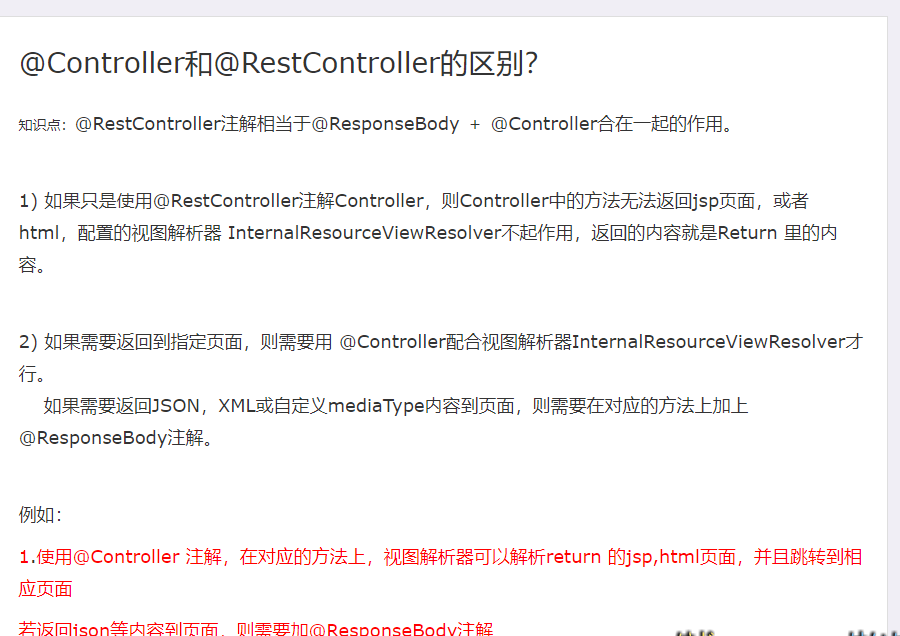 @Controller和@RestController的区别？
知识点：@RestController注解相当于@ResponseBody ＋ @Controller合在一起的作用。
1) 如果只是使用@RestController注解Controller，则Controller中的方法无法返回jsp页面，或者
html，配置的视图解析器 InternalResourceViewResolver不起作用，返回的内容就是Return 里的内
容。
2) 如果需要返回到指定页面，则需要用 @Controller配合视图解析器InternalResourceViewResolver才
行。
如果需要返回JSON，XML或自定义mediaType内容到页面，则需要在对应的方法上加上
@ResponseBody注解。
例如：
1.使用@Controller 注解，在对应的方法上，视图解析器可以解析return 的jsp,html页面，并且跳转到相
应页面
若返回json等内容到页面，则需要加@ResponseBody注解